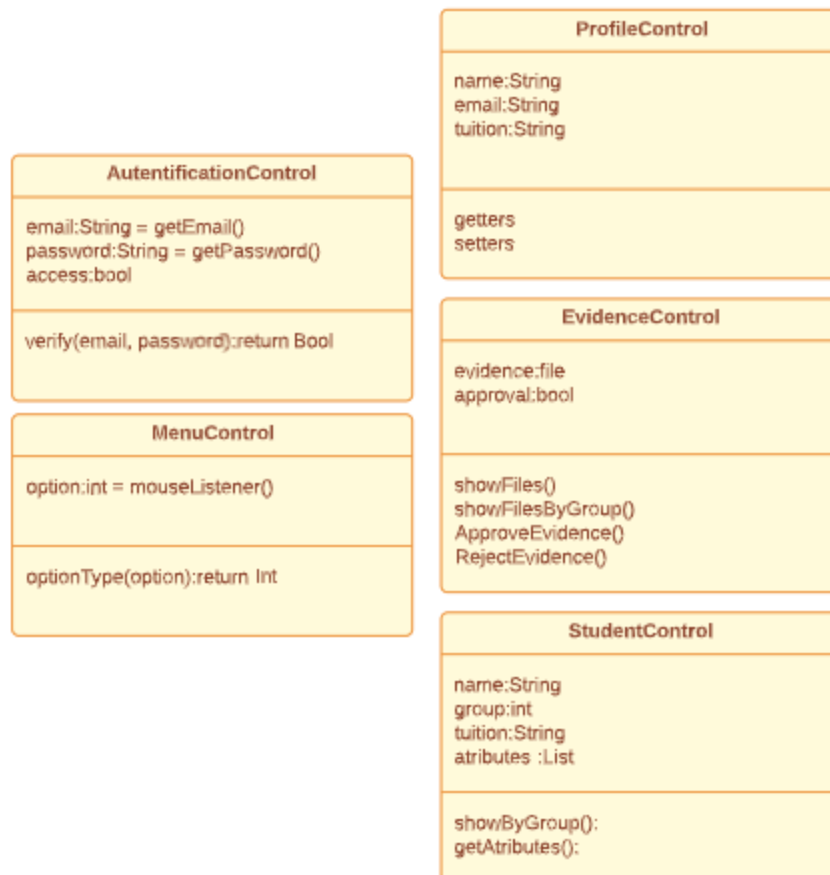 AutentificationControl
email:String = getEmail()
password:String = getPassword()
access:bool
verify(email, password):return Bool
MenuControl
option:int = mouseListener()
optionType(option):return Int
ProfileControl
name:String
email:String
tuition:String
getters
setters
EvidenceControl
evidence:file
approval:bool
showFiles()
showFilesByGroup()
ApproveEvidence()
RejectEvidence()
StudentControl
name:String
group:int
tuition:String
atributes :List
showByGroup():
getAtributes():